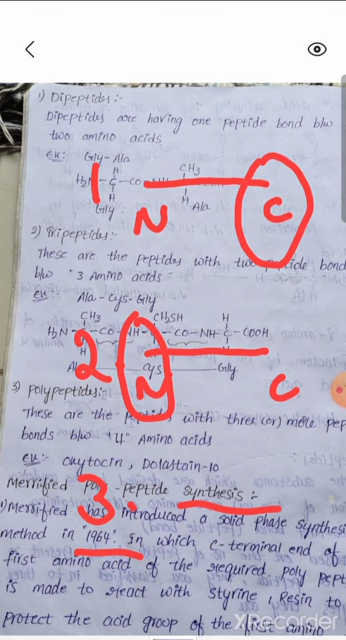 1) Dipeptides :-
Dipeptides are having one peptide bond b/w
two amino acids
ex: Gly - Ala
H CH3
H2N C - CO
H H
Gly Ala
N C
2) Tripeptides:-
These are the peptides with two peptide bond
b/w "3 Amino acids
ex: Ala - Cys - Gly
CH3 CH2SH H
H2N CO - NH CO - NH - C - COOH
H H
Cys Gly
2 N C
3) Polypeptides:-
These are the peptides with three (or) more pep
bonds b/w "4" Amino acids
ex: oxytocin, Dolastain-10
Merrified Poly peptide synthesis :-
3.
1) Merrified has introduced a solid phase synthesis
method in "1964". In which c-terminal end of
first amino acid of the required poly pept
is made to react with styrine, Resin to
protect the acid group of the first amino
XRecorder